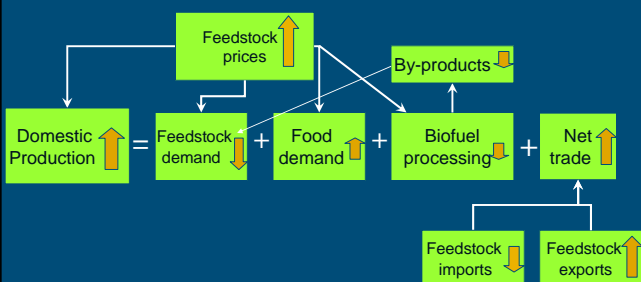 Feedstock
prices
By-products
Domestic
Production
=
Feedstock
demand
+
Food
demand
+
Biofuel
processing
+
Net
trade
Feedstock
imports
Feedstock
exports